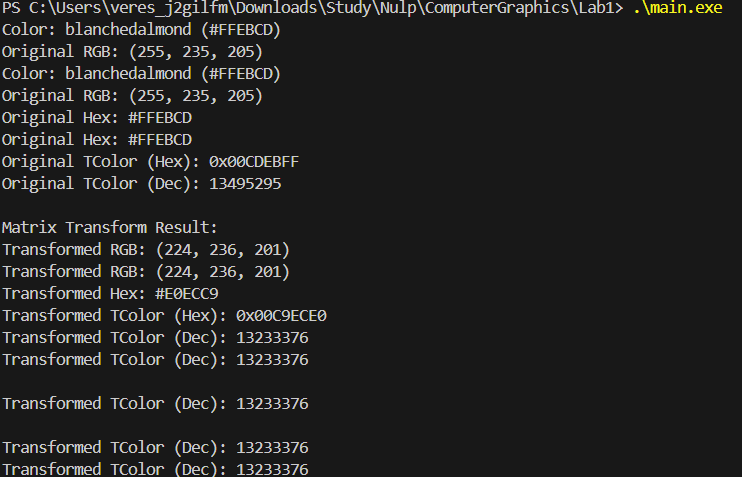 PS C:\Users\veres_j2gilfm\Downloads\Study\Nulp\ComputerGraphics\Lab1> .\main.exe
Color: blanchedalmond (#FFEBCD)
Original RGB: (255, 235, 205)
Color: blanchedalmond (#FFEBCD)
Original RGB: (255, 235, 205)
Original Hex: #FFEBCD
Original Hex: #FFEBCD
Original TColor (Hex): 0x00CDEBFF
Original TColor (Dec): 13495295
Matrix Transform Result:
Transformed RGB: (224, 236, 201)
Transformed RGB: (224, 236, 201)
Transformed Hex: #E0ECC9
Transformed TColor (Hex): 0x00C9ECE0
Transformed TColor (Dec): 13233376
Transformed TColor (Dec): 13233376
Transformed TColor (Dec): 13233376
Transformed TColor (Dec): 13233376
Transformed TColor (Dec): 13233376